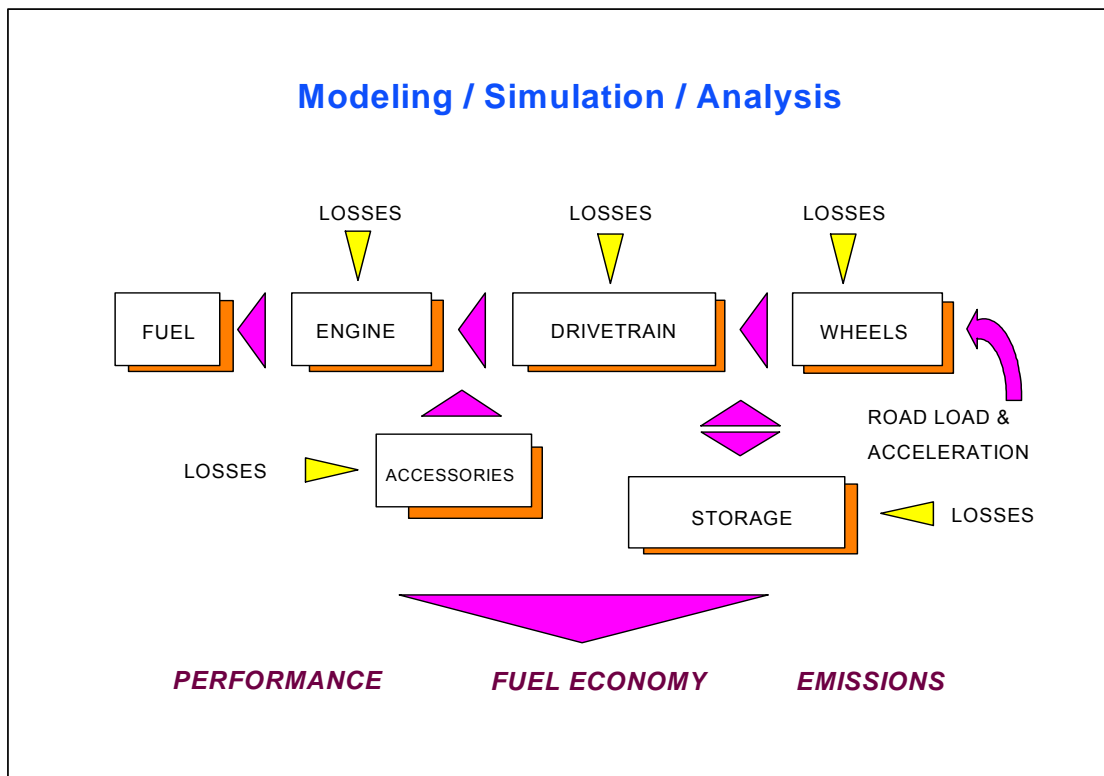 Modeling / Simulation / Analysis
LOSSES
LOSSES
LOSSES
FUEL
ENGINE
DRIVETRAIN
WHEELS
ROAD LOAD &
ACCELERATION
LOSSES
ACCESSORIES
STORAGE
LOSSES
PERFORMANCE
FUEL ECONOMY
EMISSIONS